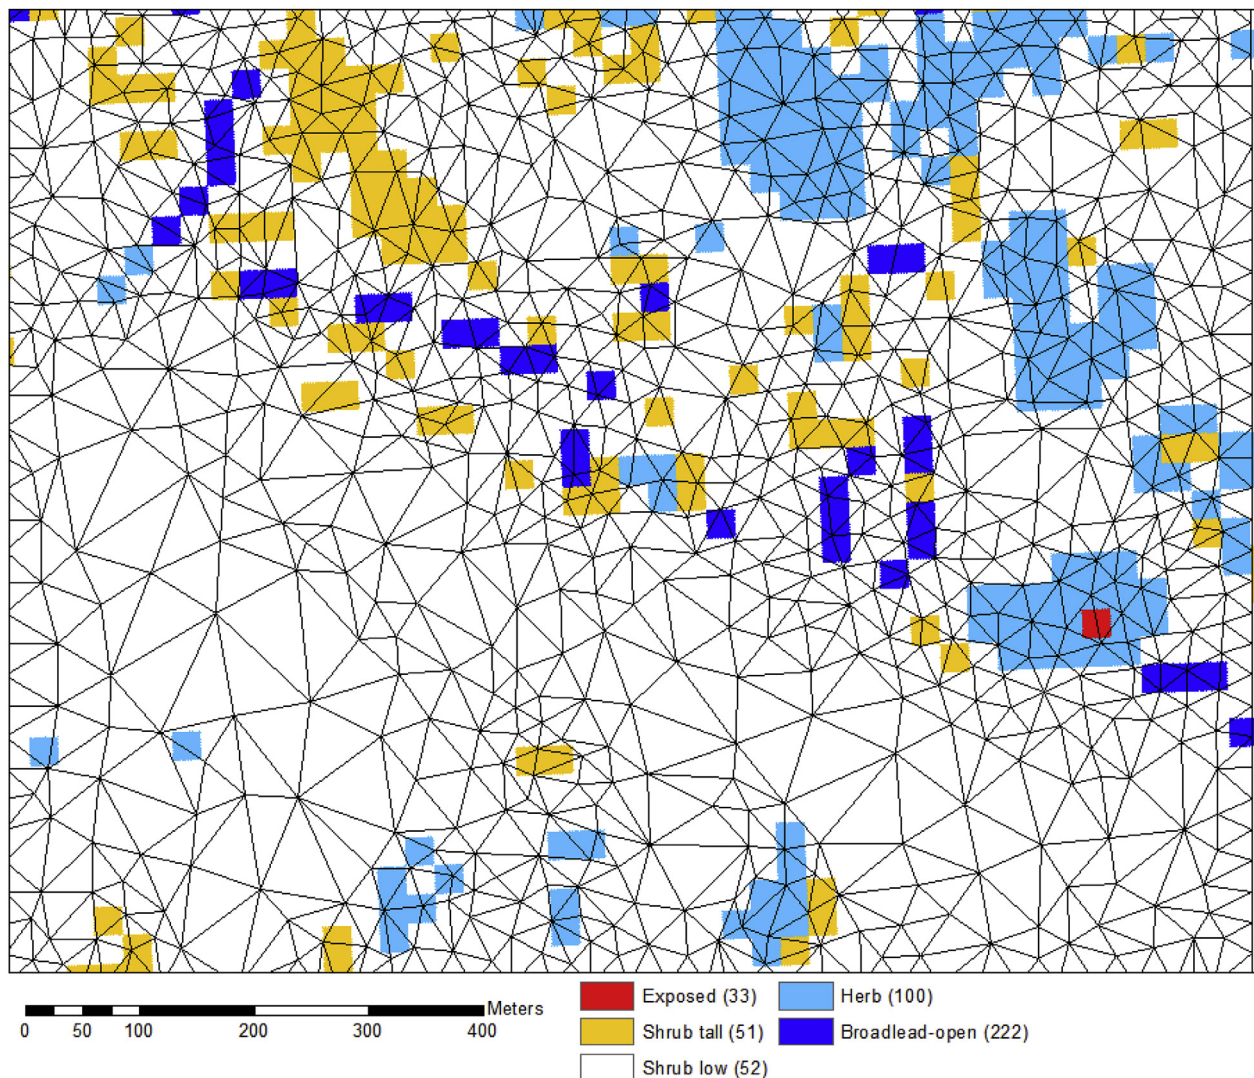 Meters
0 50 100 200 300 400
Exposed (33)
Shrub tall (51)
Shrub low (52)
Herb (100)
Broadlead-open (222)